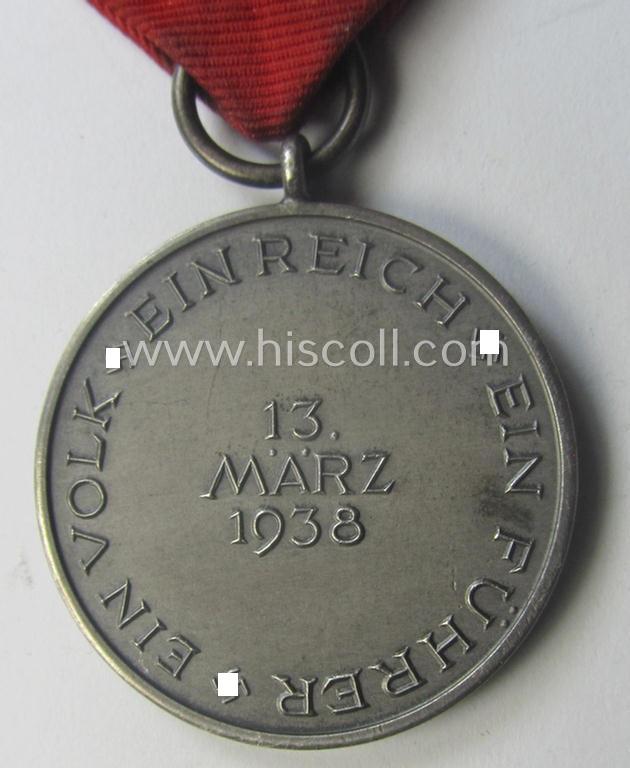 EIN VOLK EIN REICH EIN FÜHRER
13.
MÄRZ
1938
www.hiscoll.com